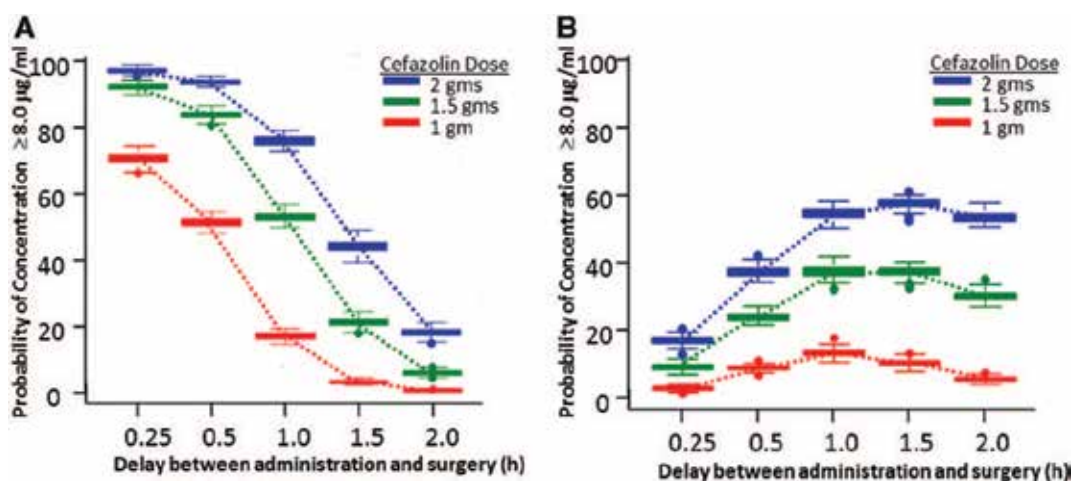 A
Probability of Concentration ≥8.0 µg/ml
100
80
60
40
20
0
Cefazolin Dose
2 gms
1.5 gms
1 gm
0.25 0.5 1.0 1.5 2.0
Delay between administration and surgery (h)
B
Probability of Concentration ≥8.0 µg/ml
100
80
60
40
20
0
Cefazolin Dose
2 gms
1.5 gms
1 gm
0.25 0.5 1.0 1.5 2.0
Delay between administration and surgery (h)